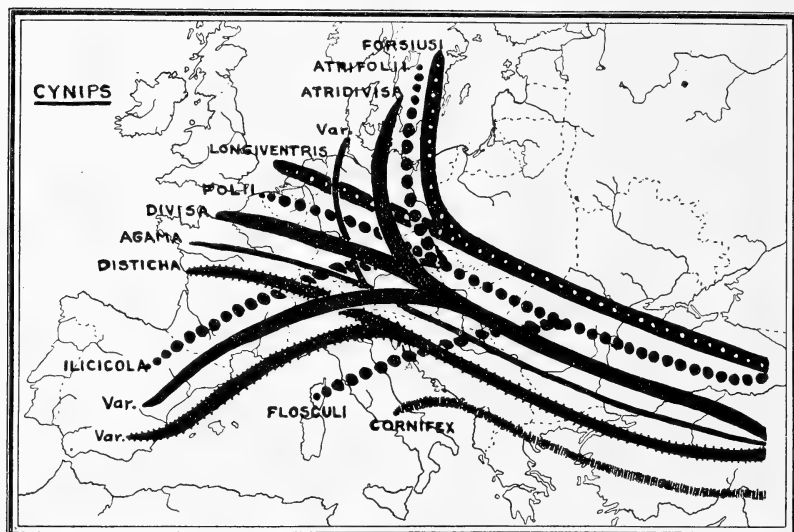 CYNIPS
FORSIUSI
ATRIFOLII
ATRIDIVISA
Var.
LONGIVENTRIS
FOLII
DIVISA
AGAMA
DISTICHA
ILICICOLA
Var.
Var.
FLOSCULI
CORNIFEX